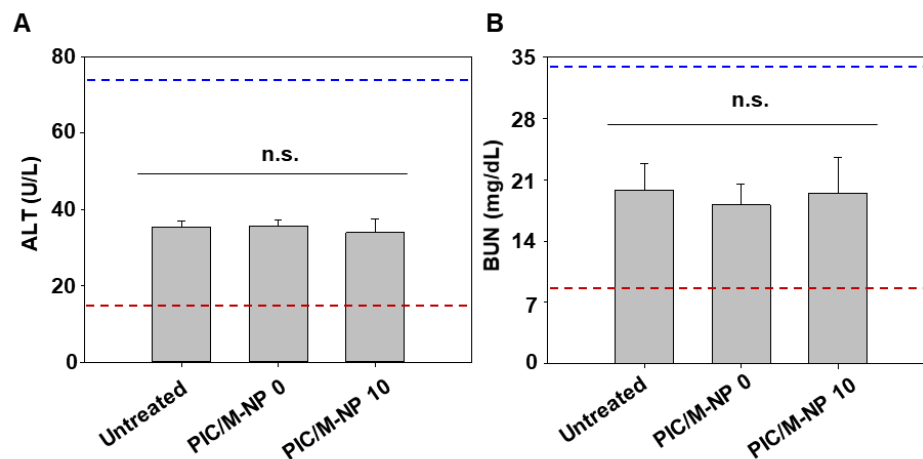 A
80
60
40
20
0
ALT (U/L)
n.s.
Untreated
PIC/M-NP 0
PIC/M-NP 10
B
35
28
21
14
7
0
BUN (mg/dL)
n.s.
Untreated
PIC/M-NP 0
PIC/M-NP 10